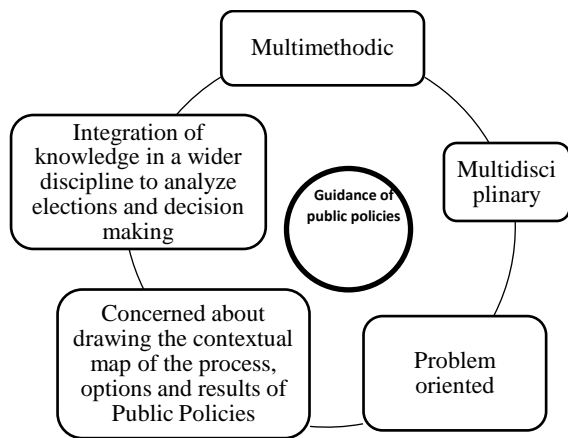 Multimethodic
Integration of
knowledge in a wider
discipline to analyze
elections and decision
making
Multidisci
plinary
Guidance of
public policies
Concerned about
drawing the contextual
map of the process,
options and results of
Public Policies
Problem
oriented